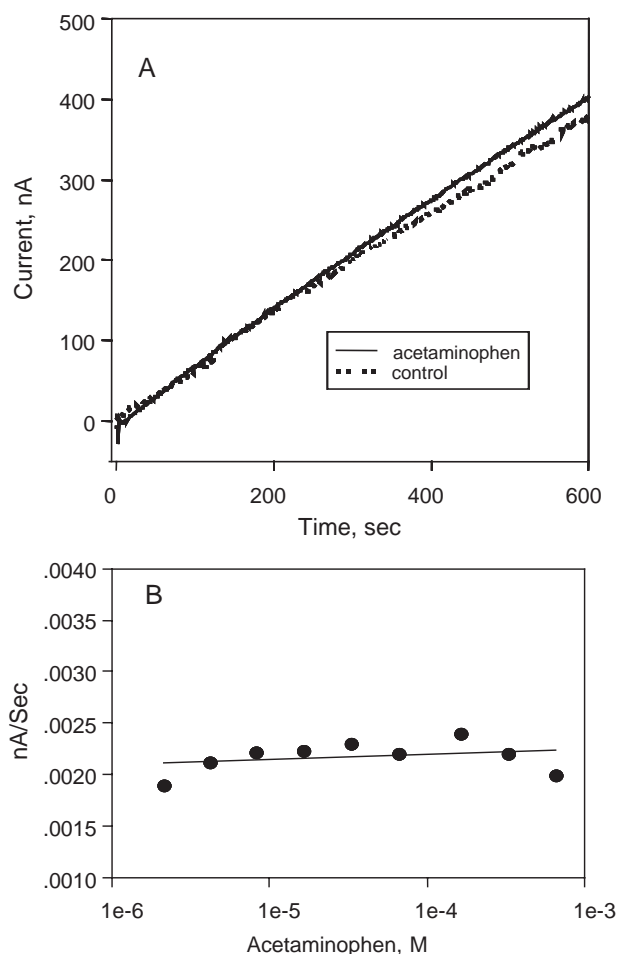 A
500
400
300
200
100
0
Current, nA
acetaminophen
control
0 200 400 600
Time, sec
B
.0040
.0035
.0030
.0025
.0020
.0015
.0010
nA/Sec
1e-6 1e-5 1e-4 1e-3
Acetaminophen, M